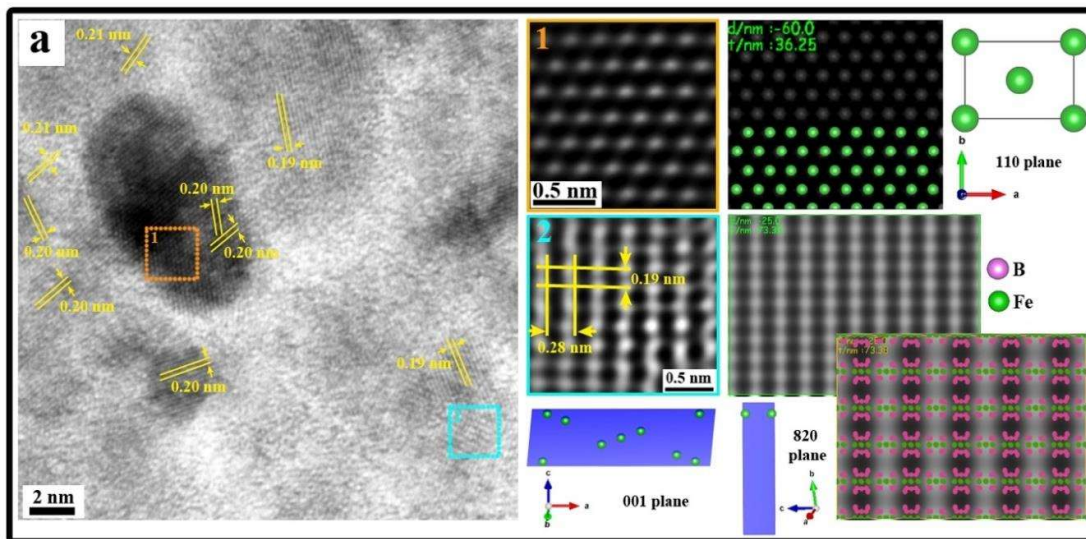 a
0.21 nm
0.21 nm
0.19 nm
0.20 nm
0.20 nm
0.20 nm
0.20 nm
1
0.20 nm
0.19 nm
2 nm
1
0.5 nm
d/nm :-60.0
t/nm :36.25
b
a
110 plane
2
0.19 nm
0.28 nm
0.5 nm
B
Fe
c
a
b
001 plane
820
plane
b
c
a